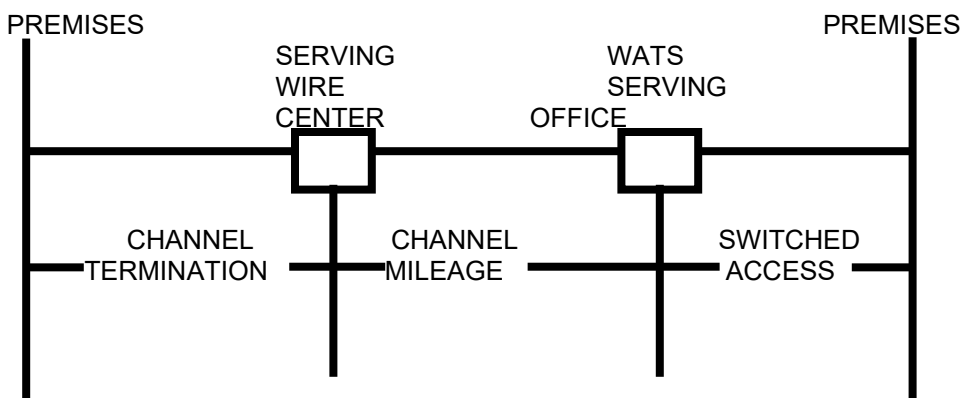 PREMISES
PREMISES
SERVING
WIRE
CENTER
WATS
SERVING
OFFICE
CHANNEL
TERMINATION
CHANNEL
MILEAGE
SWITCHED
ACCESS